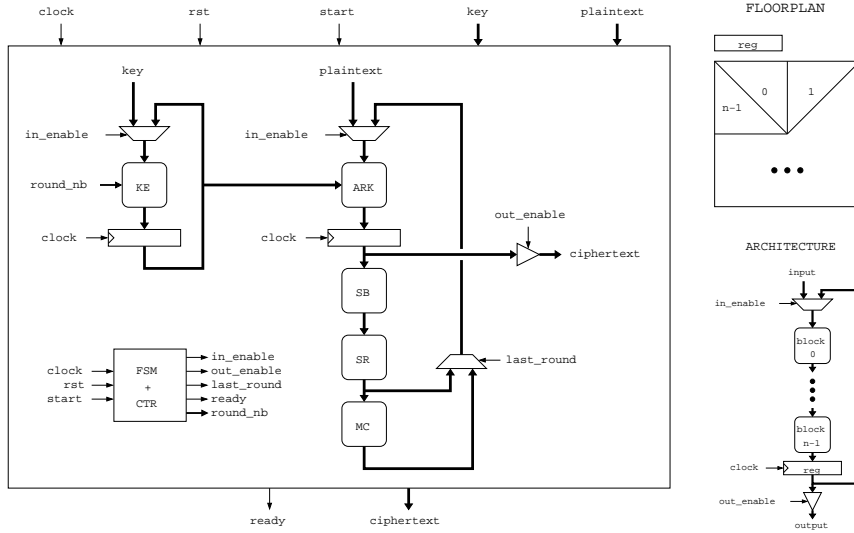 clock rst start key plaintext
key plaintext
in_enable in_enable
round_nb KE ARK
clock clock
out_enable
ciphertext
SB
SR
last_round
MC
clock
rst
start
FSM
+
CTR
in_enable
out_enable
last_round
ready
round_nb
ready ciphertext
FLOORPLAN
reg
n-1 0 1
ARCHITECTURE
input
in_enable
block
0
block
n-1
clock reg
out_enable
output